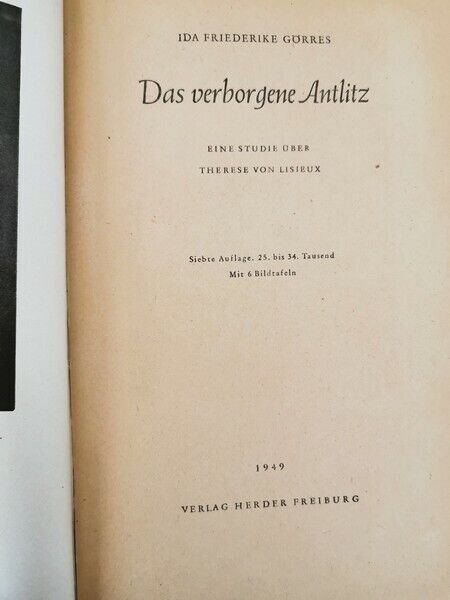 IDA FRIEDERIKE GÖRRES
Das verborgene Antlitz
EINE STUDIE ÜBER
THERESE VON LISIEUX
Siebte Auflage, 25. bis 34. Tausend
Mit 6 Bildtafeln
1949
VERLAG HERDER FREIBURG